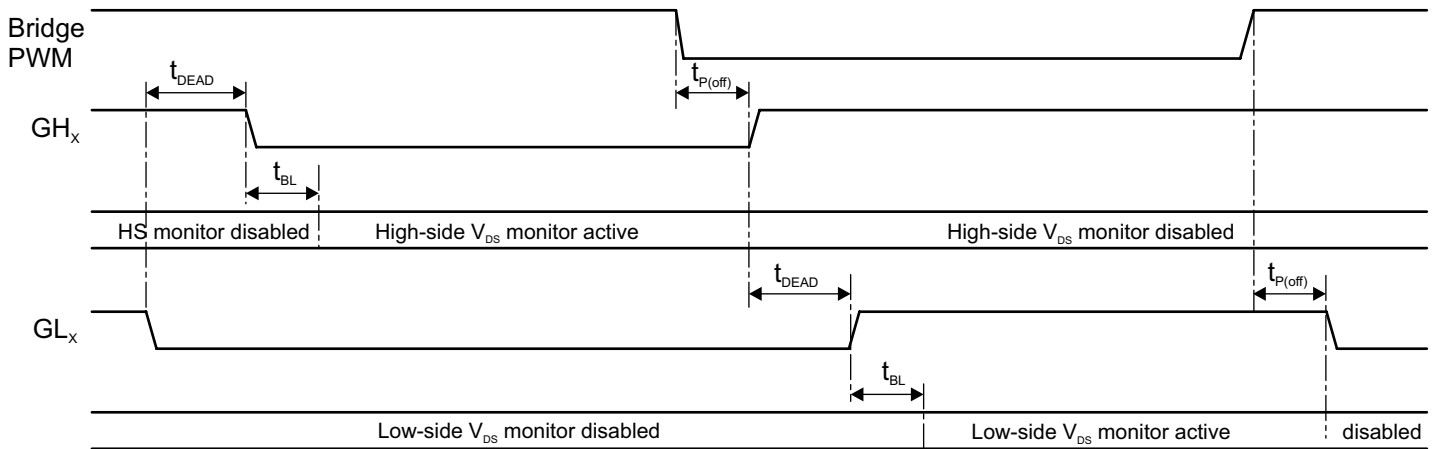 Bridge
PWM
tDEAD
tP(off)
GHX
tBL
HS monitor disabled
High-side VDS monitor active
High-side VDS monitor disabled
tDEAD
tP(off)
GLX
tBL
Low-side VDS monitor disabled
Low-side VDS monitor active
disabled